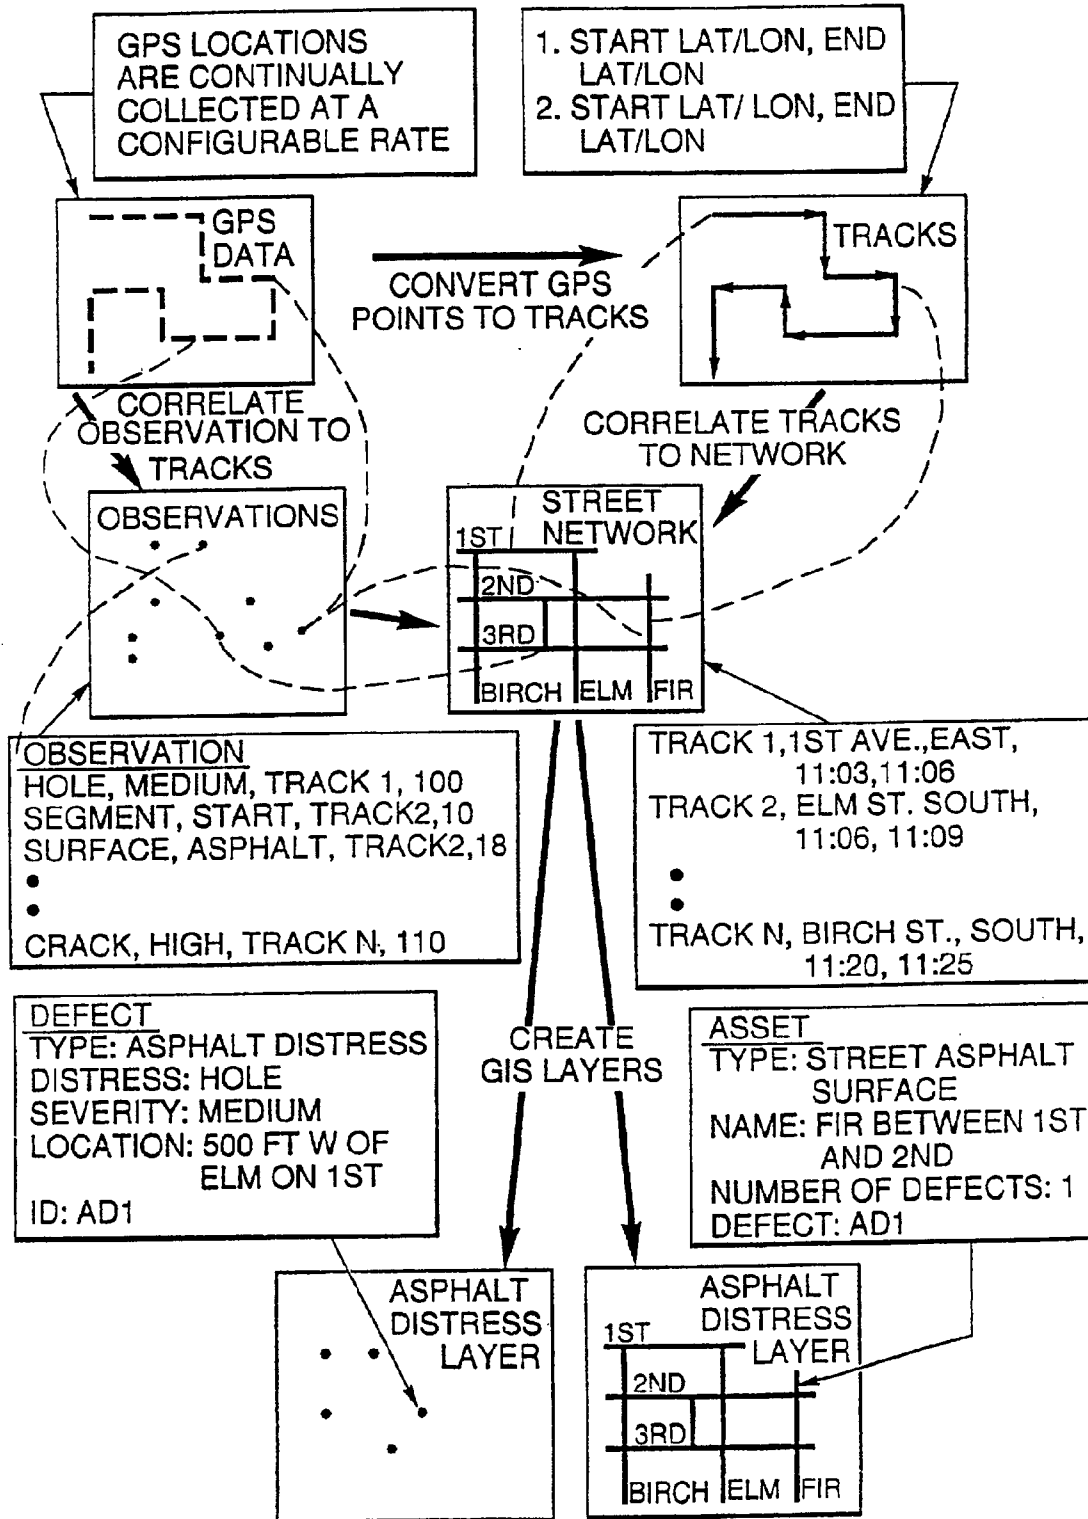 GPS LOCATIONS
ARE CONTINUALLY
COLLECTED AT A
CONFIGURABLE RATE
1. START LAT/LON, END
LAT/LON
2. START LAT/ LON, END
LAT/LON
GPS
DATA
CONVERT GPS
POINTS TO TRACKS
TRACKS
CORRELATE
OBSERVATION TO
TRACKS
CORRELATE TRACKS
TO NETWORK
OBSERVATIONS
STREET
NETWORK
1ST
2ND
3RD
BIRCH
ELM
FIR
OBSERVATION
HOLE, MEDIUM, TRACK 1, 100
SEGMENT, START, TRACK2,10
SURFACE, ASPHALT, TRACK2,18
•
•
CRACK, HIGH, TRACK N, 110
TRACK 1,1ST AVE.,EAST,
11:03,11:06
TRACK 2, ELM ST. SOUTH,
11:06, 11:09
•
•
TRACK N, BIRCH ST., SOUTH,
11:20, 11:25
DEFECT
TYPE: ASPHALT DISTRESS
DISTRESS: HOLE
SEVERITY: MEDIUM
LOCATION: 500 FT W OF
ELM ON 1ST
ID: AD1
CREATE
GIS LAYERS
ASSET
TYPE: STREET ASPHALT
SURFACE
NAME: FIR BETWEEN 1ST
AND 2ND
NUMBER OF DEFECTS: 1
DEFECT: AD1
ASPHALT
DISTRESS
LAYER
ASPHALT
DISTRESS
LAYER
1ST
2ND
3RD
BIRCH
ELM
FIR